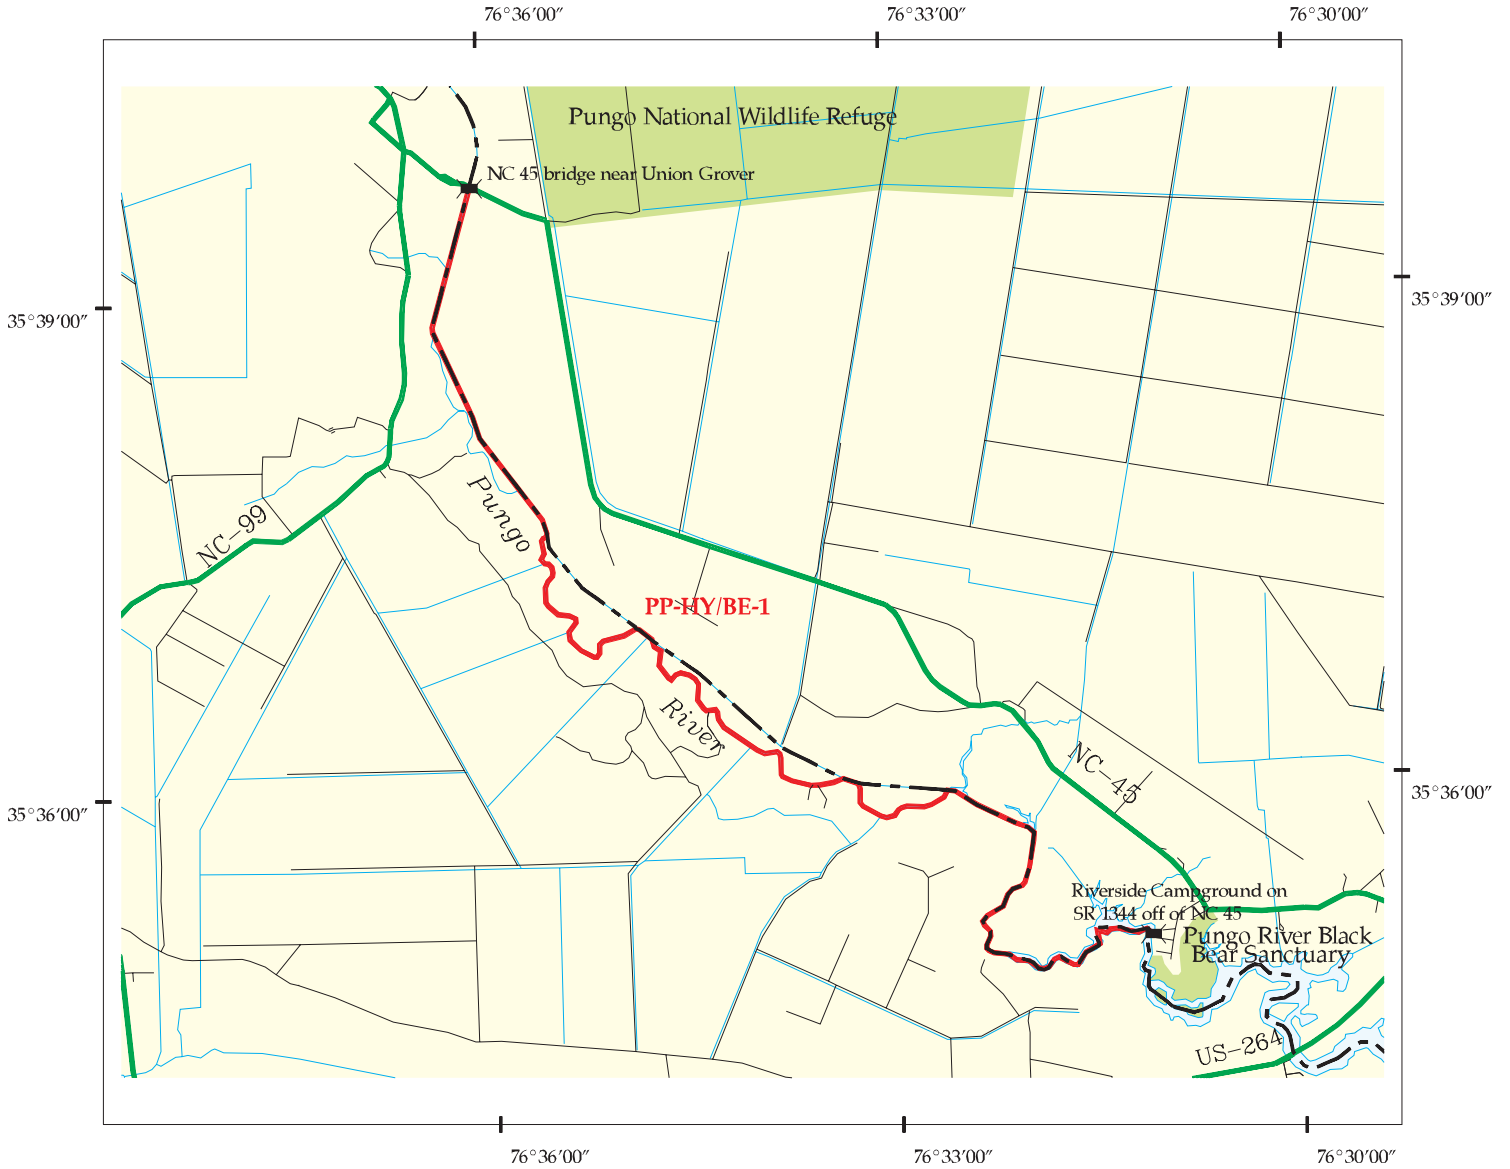 76°36′00″ 76°33′00″ 76°30′00″
Pungo National Wildlife Refuge
NC 45 bridge near Union Grover
35°39′00″ 35°39′00″
Pungo
NC-99
PP-HY/BE-1
River
NC-45
35°36′00″ 35°36′00″
Riverside Campground on
SR 1344 off of NC 45
Pungo River Black
Bear Sanctuary
US-264
76°36′00″ 76°33′00″ 76°30′00″